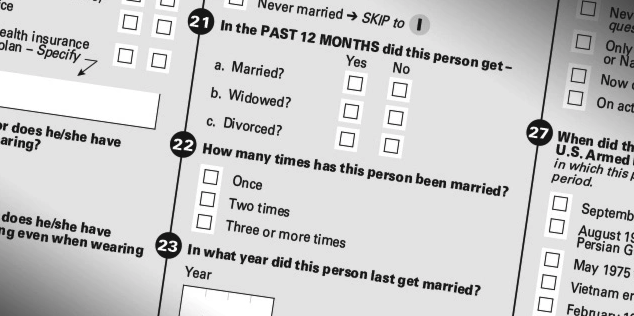 ce
ealth insurance
plan – Specify
r does he/she have
aring?
does he/she have
ng even when wearing
Never married → SKIP to I
21 In the PAST 12 MONTHS did this person get –
Yes No
a. Married?
b. Widowed?
c. Divorced?
22 How many times has this person been married?
Once
Two times
Three or more times
23 In what year did this person last get married?
Year
Nev
ques
Only
or Na
Now
On act
27 When did th
U.S. Armed
in which this p
period.
Septemb
August 19
Persian G
May 1975
Vietnam er
February